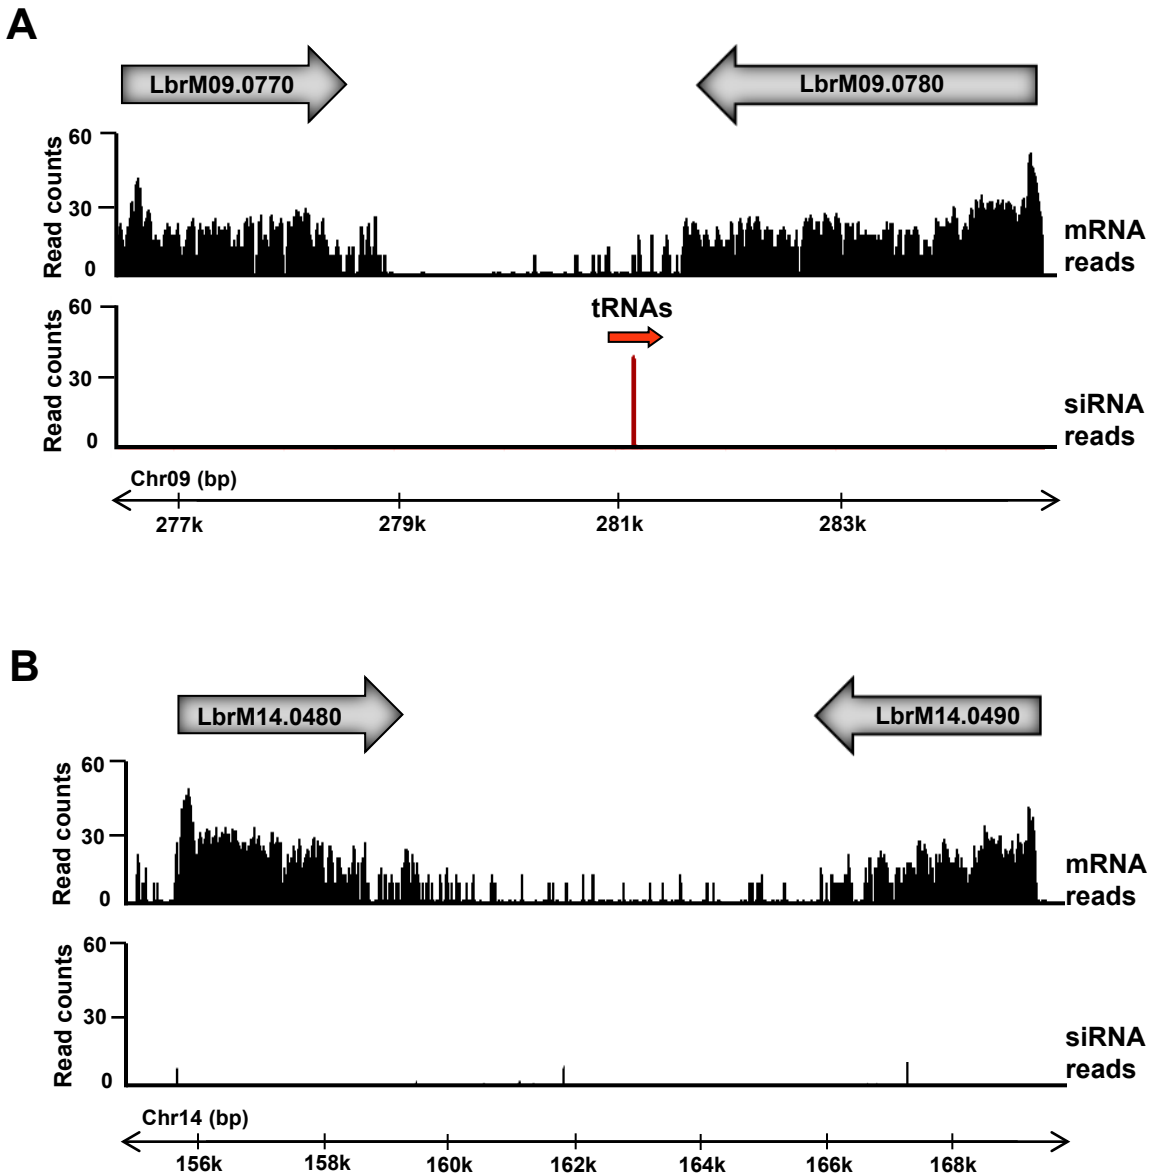 A
LbrM09.0770
LbrM09.0780
60
30
0
Read counts
mRNA
reads
60
30
0
Read counts
tRNAs
siRNA
reads
Chr09 (bp)
277k 279k 281k 283k
B
LbrM14.0480
LbrM14.0490
60
30
0
Read counts
mRNA
reads
60
30
0
Read counts
siRNA
reads
Chr14 (bp)
156k 158k 160k 162k 164k 166k 168k